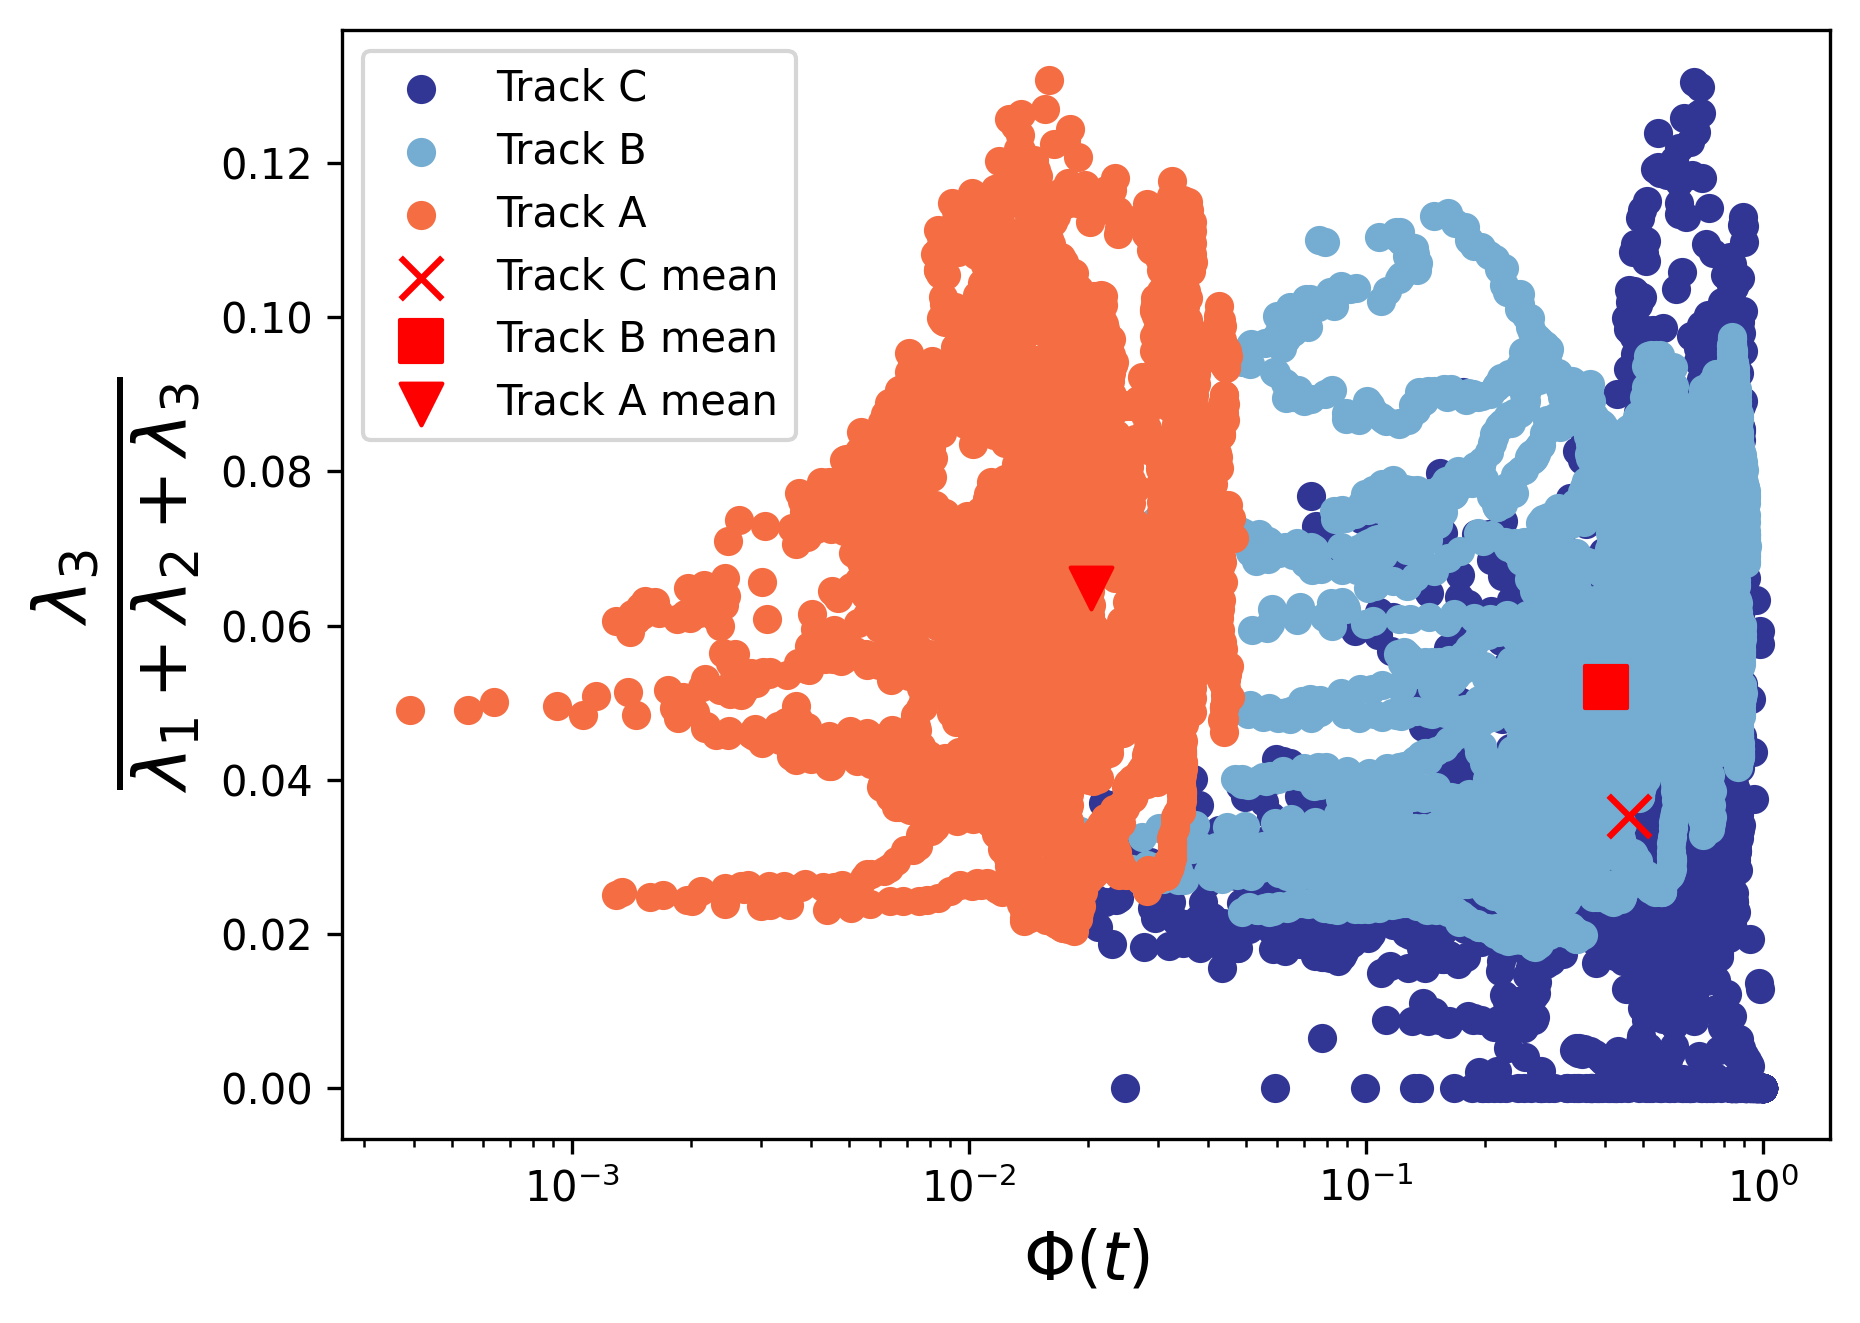 Track C
Track B
Track A
Track C mean
Track B mean
Track A mean
0.12
0.10
0.08
0.06
0.04
0.02
0.00
λ₃
λ₁ + λ₂ + λ₃
10⁻³ 10⁻² 10⁻¹ 10⁰
Φ(t)